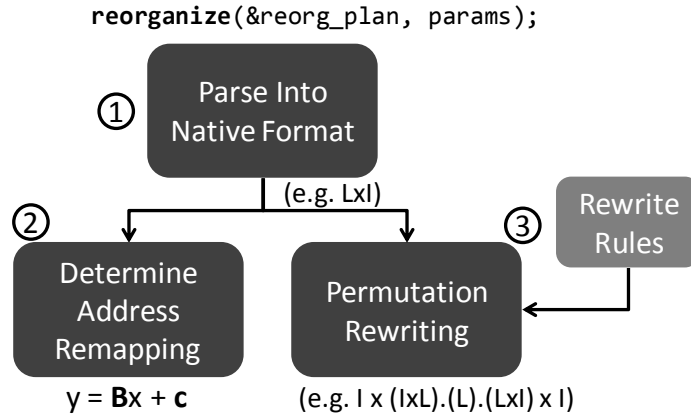 reorganize(&reorg_plan, params);
1
Parse Into
Native Format
(e.g. LxI)
2
3
Rewrite
Rules
Determine
Address
Remapping
Permutation
Rewriting
y = Bx + c
(e.g. I x (IxL).(L).(LxI) x I)